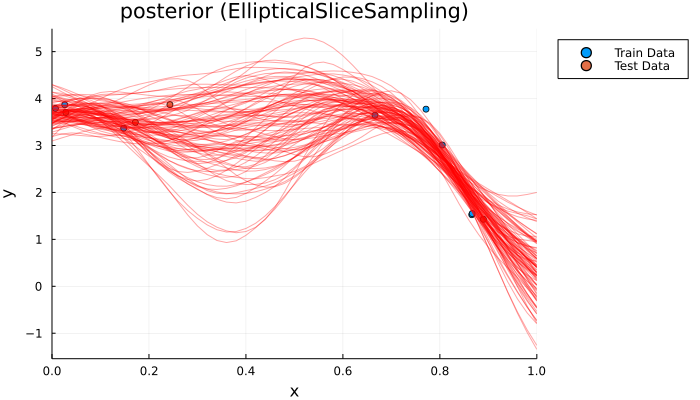 posterior (EllipticalSliceSampling)
Train Data
Test Data
y
5
4
3
2
1
0
−1
0.0 0.2 0.4 0.6 0.8 1.0
x